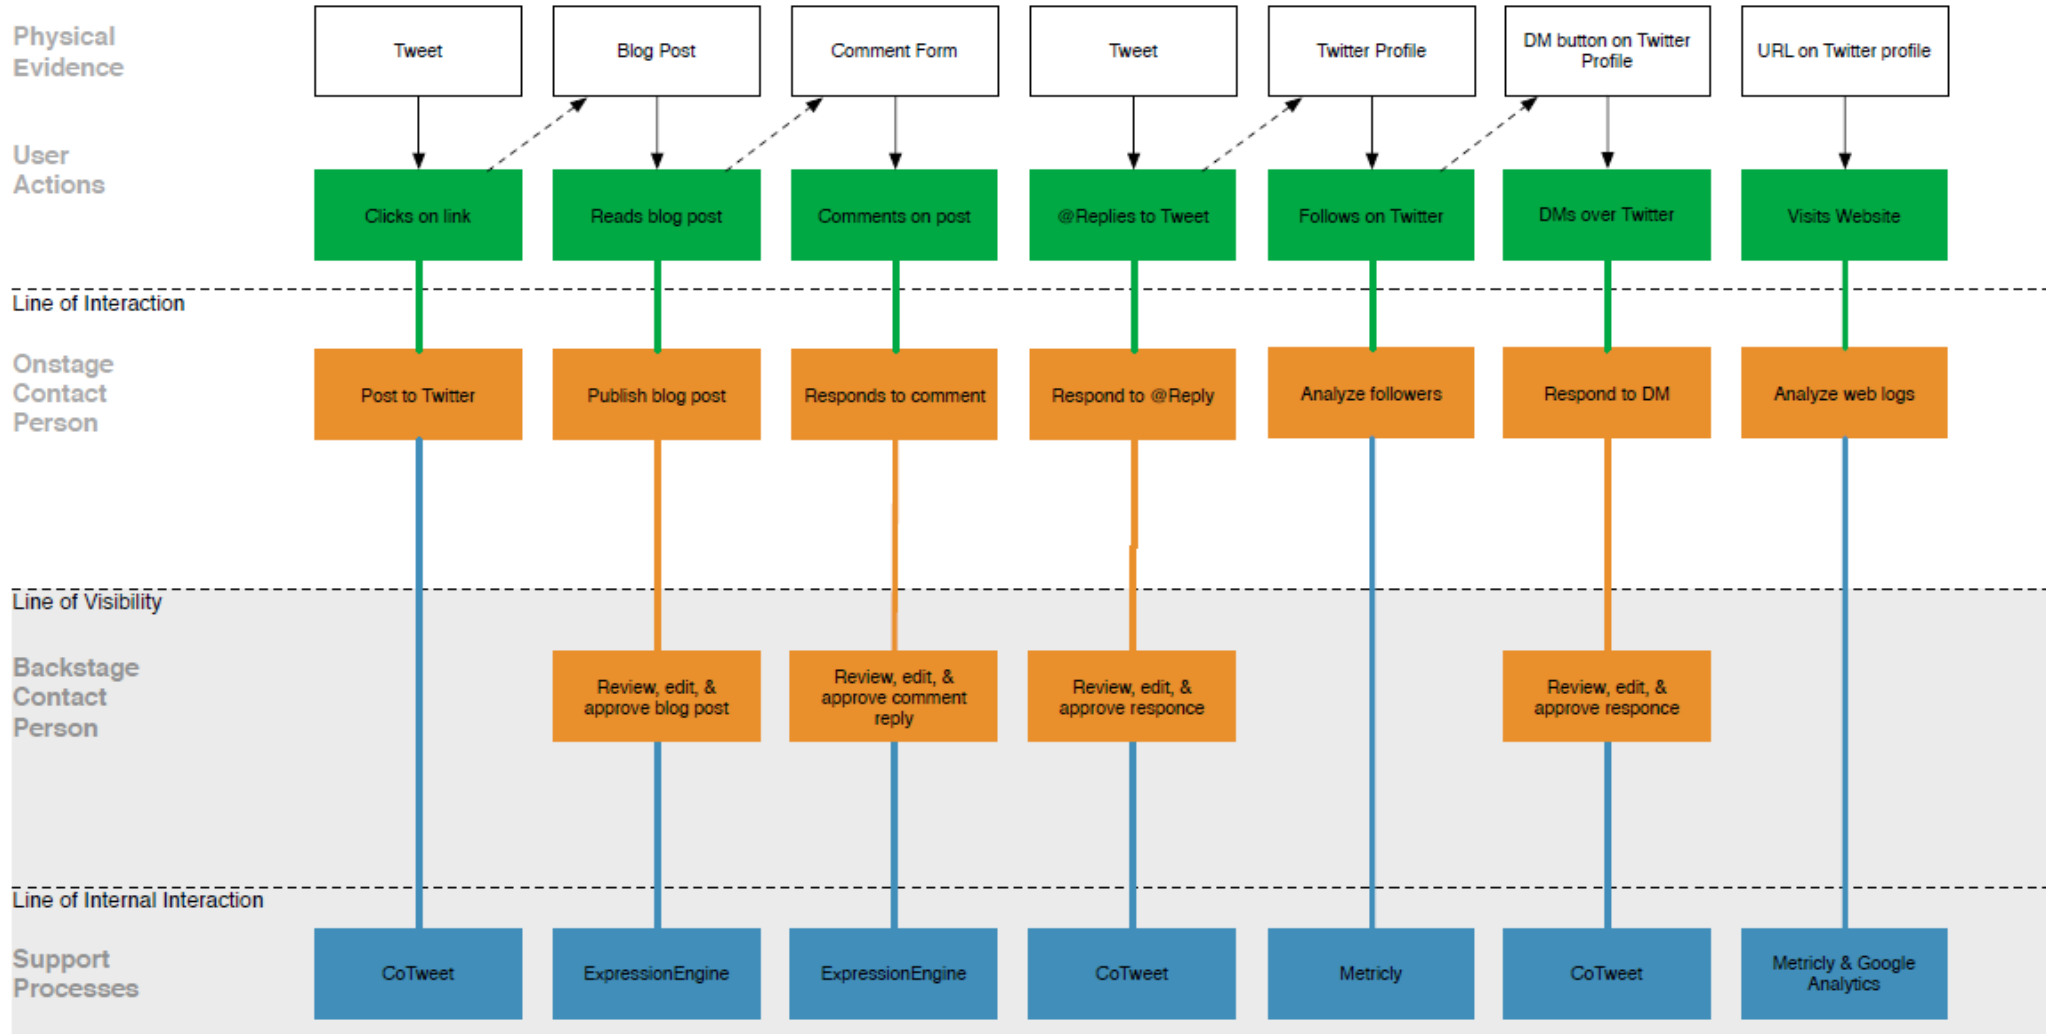 Physical
Evidence
Tweet
Blog Post
Comment Form
Tweet
Twitter Profile
DM button on Twitter
Profile
URL on Twitter profile
User
Actions
Clicks on link
Reads blog post
Comments on post
@Replies to Tweet
Follows on Twitter
DMs over Twitter
Visits Website
Line of Interaction
Onstage
Contact
Person
Post to Twitter
Publish blog post
Responds to comment
Respond to @Reply
Analyze followers
Respond to DM
Analyze web logs
Line of Visibility
Backstage
Contact
Person
Review, edit, &
approve blog post
Review, edit, &
approve comment
reply
Review, edit, &
approve responce
Review, edit, &
approve responce
Line of Internal Interaction
Support
Processes
CoTweet
ExpressionEngine
ExpressionEngine
CoTweet
Metricly
CoTweet
Metricly & Google
Analytics